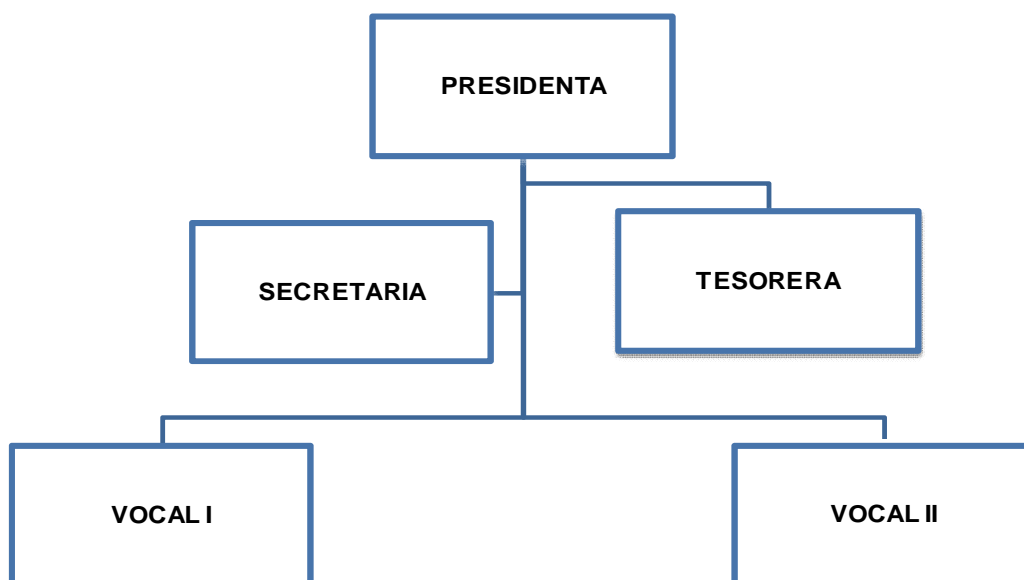 PRESIDENTA
SECRETARIA
TESORERA
VOCAL I
VOCAL II